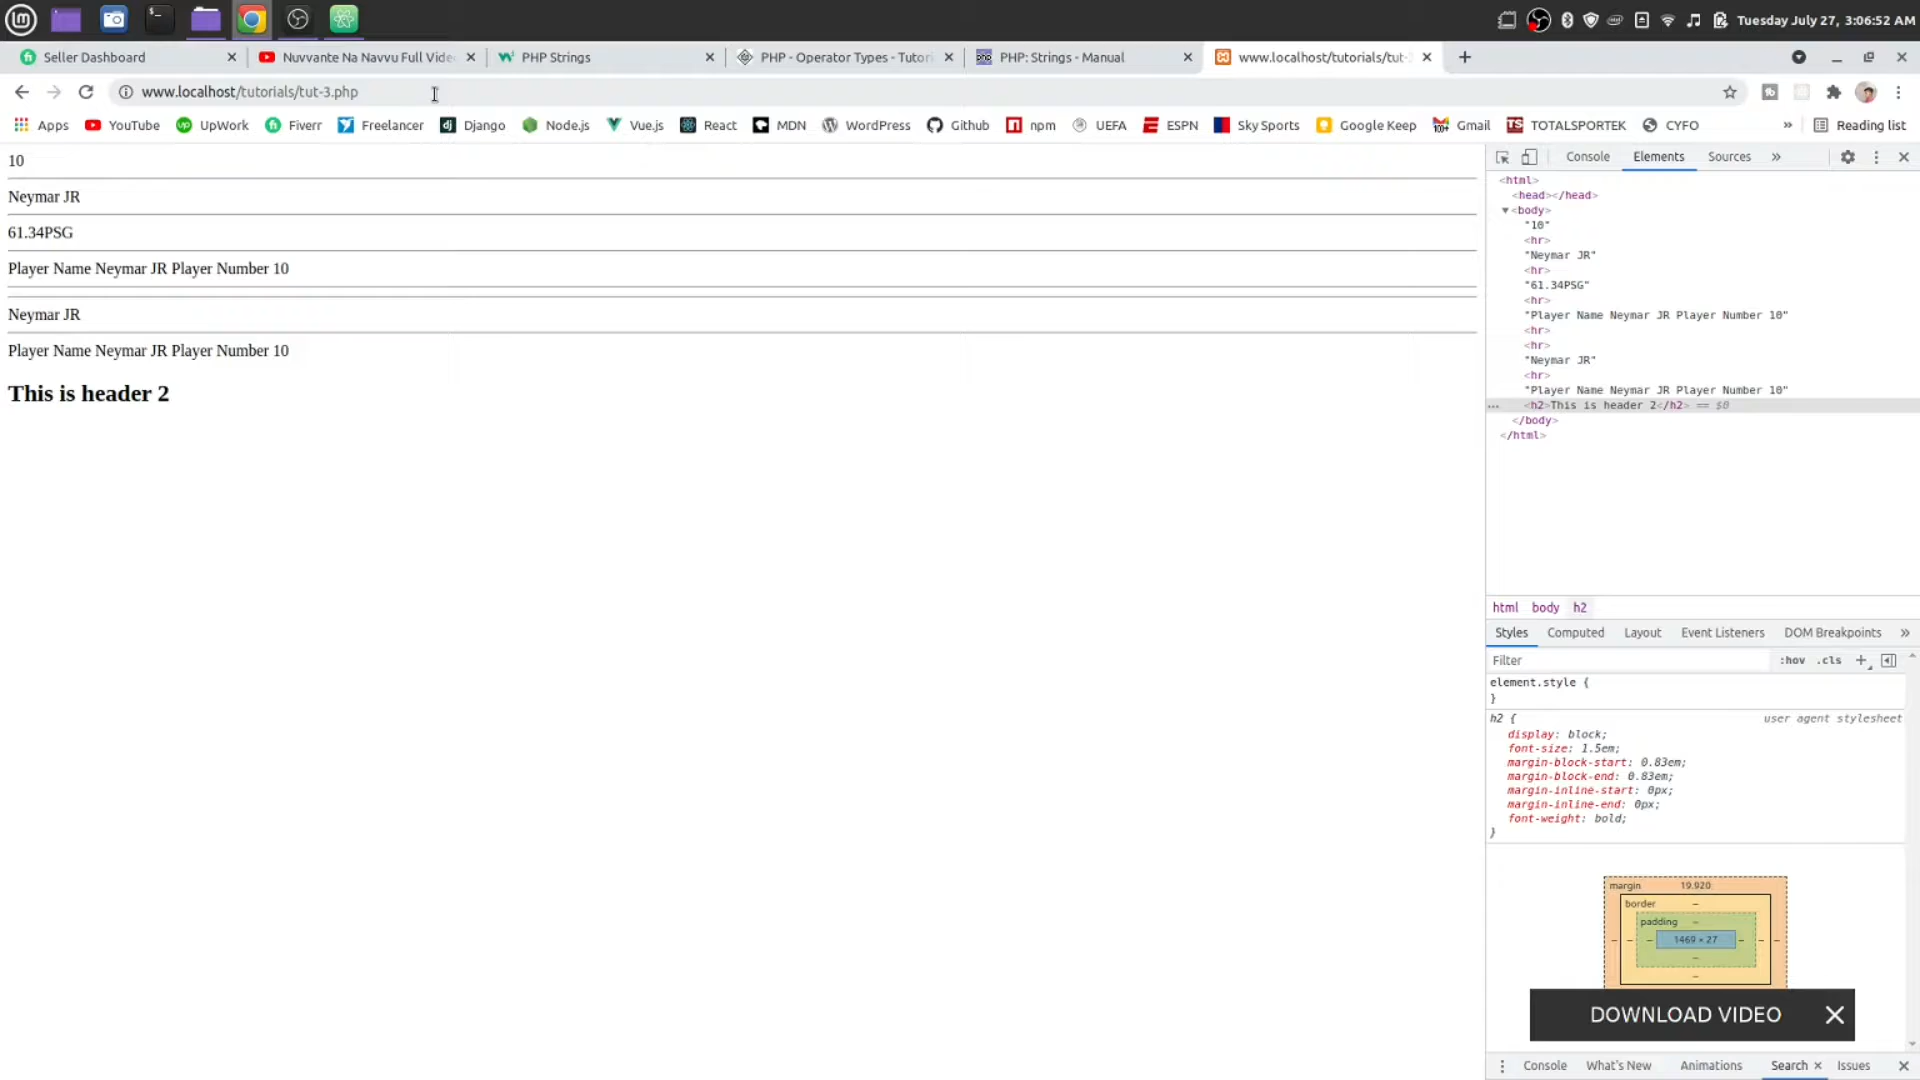 Tuesday July 27, 3:06:52 AM
Seller Dashboard
Nuvvante Na Navvu Full Vide
PHP Strings
PHP - Operator Types - Tutori
PHP: Strings - Manual
www.localhost/tutorials/tut-
www.localhost/tutorials/tut-3.php
Apps YouTube UpWork Fiverr Freelancer Django Node.js Vue.js React MDN WordPress Github npm UEFA ESPN Sky Sports Google Keep Gmail TOTALSPORTEK CYFO » Reading list
10
Neymar JR
61.34PSG
Player Name Neymar JR Player Number 10
Neymar JR
Player Name Neymar JR Player Number 10
This is header 2
Console Elements Sources »
<html>
<head></head>
<body>
"10"
<hr>
"Neymar JR"
<hr>
"61.34PSG"
<hr>
"Player Name Neymar JR Player Number 10"
<hr>
<hr>
"Neymar JR"
<hr>
"Player Name Neymar JR Player Number 10"
<h2>This is header 2</h2> == $0
</body>
</html>
html body h2
Styles Computed Layout Event Listeners DOM Breakpoints »
Filter :hov .cls +
element.style {
}
h2 { user agent stylesheet
display: block;
font-size: 1.5em;
margin-block-start: 0.83em;
margin-block-end: 0.83em;
margin-inline-start: 0px;
margin-inline-end: 0px;
font-weight: bold;
}
margin 19.920
border –
padding –
1469 × 27
DOWNLOAD VIDEO
Console What's New Animations Search × Issues